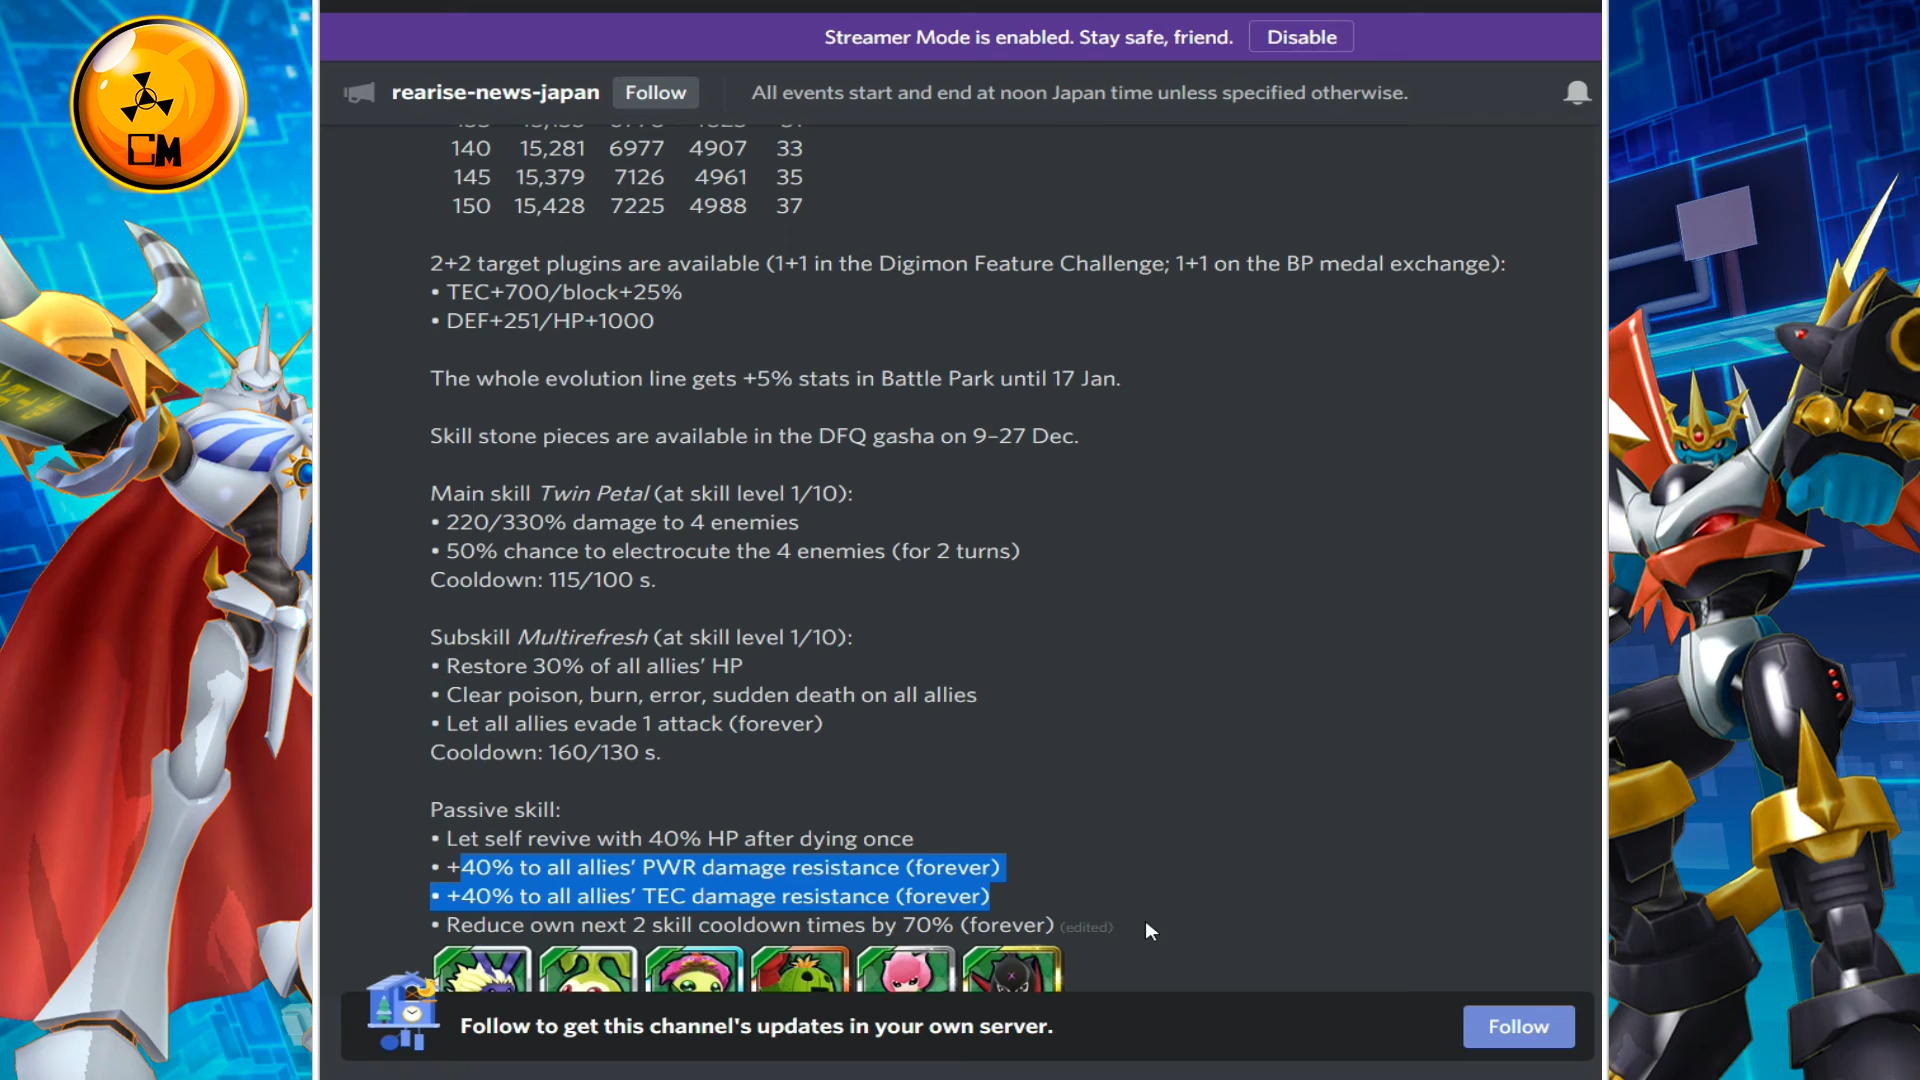 Streamer Mode is enabled. Stay safe, friend. Disable
rearise-news-japan Follow All events start and end at noon Japan time unless specified otherwise.
CM
140 15,281 6977 4907 33
145 15,379 7126 4961 35
150 15,428 7225 4988 37
2+2 target plugins are available (1+1 in the Digimon Feature Challenge; 1+1 on the BP medal exchange):
• TEC+700/block+25%
• DEF+251/HP+1000
The whole evolution line gets +5% stats in Battle Park until 17 Jan.
Skill stone pieces are available in the DFQ gasha on 9–27 Dec.
Main skill Twin Petal (at skill level 1/10):
• 220/330% damage to 4 enemies
• 50% chance to electrocute the 4 enemies (for 2 turns)
Cooldown: 115/100 s.
Subskill Multirefresh (at skill level 1/10):
• Restore 30% of all allies’ HP
• Clear poison, burn, error, sudden death on all allies
• Let all allies evade 1 attack (forever)
Cooldown: 160/130 s.
Passive skill:
• Let self revive with 40% HP after dying once
• +40% to all allies’ PWR damage resistance (forever)
• +40% to all allies’ TEC damage resistance (forever)
• Reduce own next 2 skill cooldown times by 70% (forever) (edited)
Follow to get this channel's updates in your own server. Follow